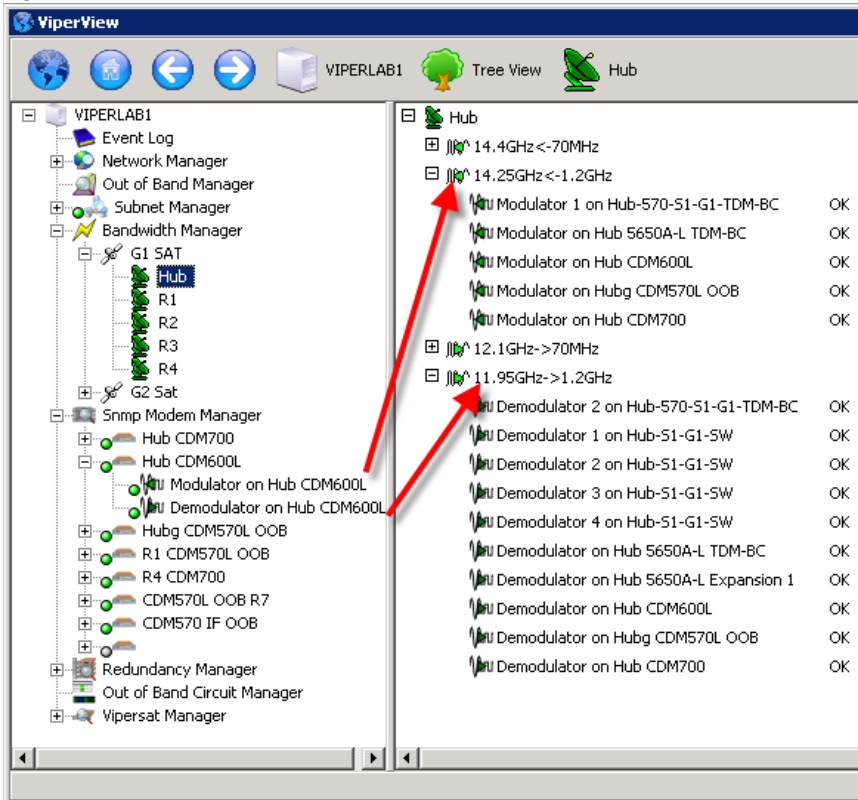 ViperView
VIPERLAB1 Tree View Hub
VIPERLAB1
Event Log
Network Manager
Out of Band Manager
Subnet Manager
Bandwidth Manager
G1 SAT
Hub
R1
R2
R3
R4
G2 Sat
Snmp Modem Manager
Hub CDM700
Hub CDM600L
Modulator on Hub CDM600L
Demodulator on Hub CDM600L
Hubg CDM570L OOB
R1 CDM570L OOB
R4 CDM700
CDM570L OOB R7
CDM570 IF OOB
Redundancy Manager
Out of Band Circuit Manager
Vipersat Manager
Hub
14.4GHz<-70MHz
14.25GHz<-1.2GHz
Modulator 1 on Hub-570-S1-G1-TDM-BC OK
Modulator on Hub 5650A-L TDM-BC OK
Modulator on Hub CDM600L OK
Modulator on Hubg CDM570L OOB OK
Modulator on Hub CDM700 OK
12.1GHz->70MHz
11.95GHz->1.2GHz
Demodulator 2 on Hub-570-S1-G1-TDM-BC OK
Demodulator 1 on Hub-S1-G1-SW OK
Demodulator 2 on Hub-S1-G1-SW OK
Demodulator 3 on Hub-S1-G1-SW OK
Demodulator 4 on Hub-S1-G1-SW OK
Demodulator on Hub 5650A-L TDM-BC OK
Demodulator on Hub 5650A-L Expansion 1 OK
Demodulator on Hub CDM600L OK
Demodulator on Hubg CDM570L OOB OK
Demodulator on Hub CDM700 OK